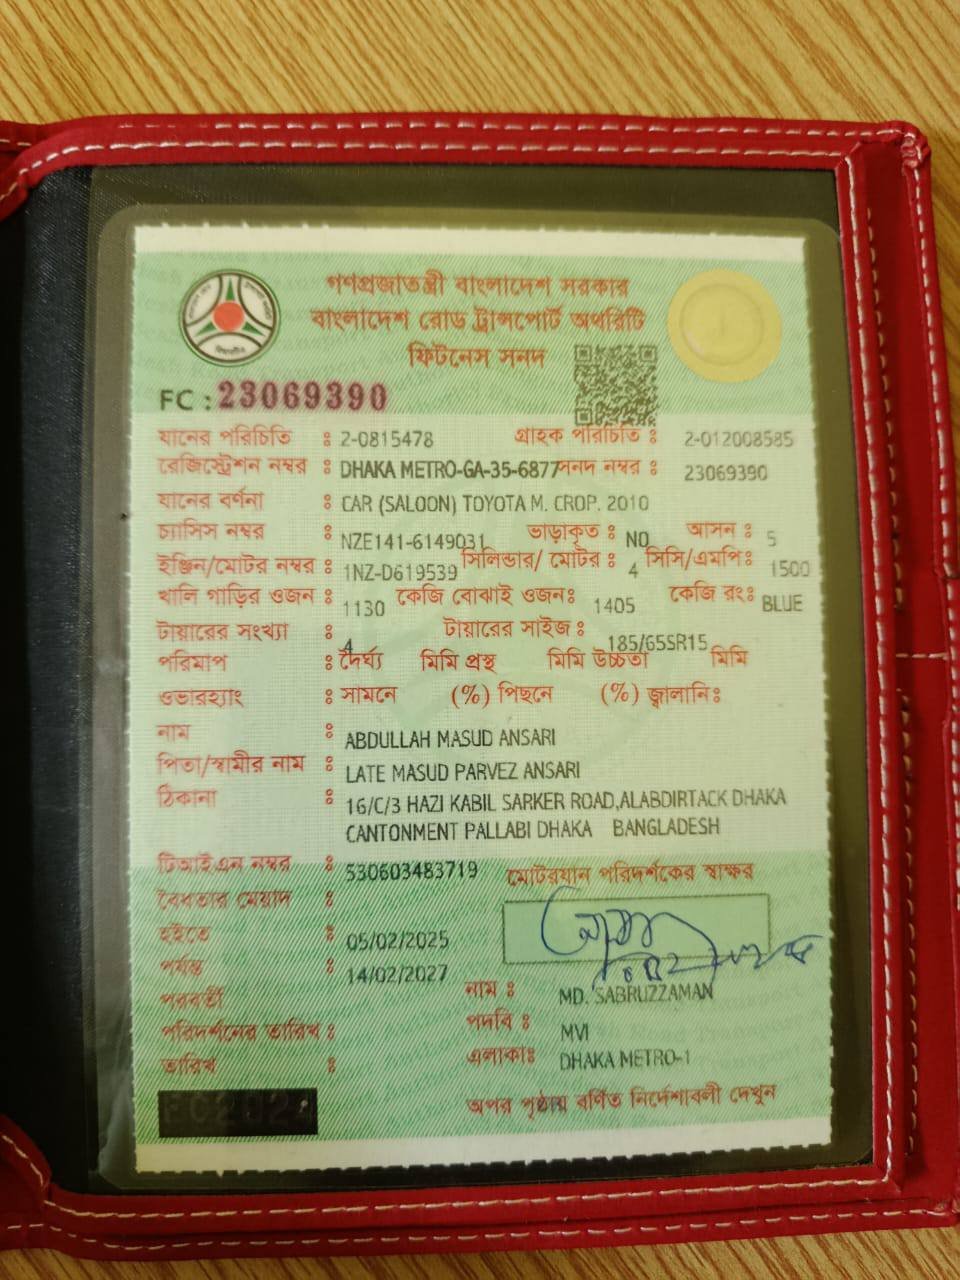 গণপ্রজাতন্ত্রী বাংলাদেশ সরকার
বাংলাদেশ রোড ট্রান্সপোর্ট অথরিটি
ফিটনেস সনদ
FC : 23069390
যানের পরিচিতি : 2-0815478 গ্রাহক পরিচিতি : 2-012008585
রেজিস্ট্রেশন নম্বর : DHAKA METRO-GA-35-6877 সনদ নম্বর : 23069390
যানের বর্ণনা : CAR (SALOON) TOYOTA M. CROP. 2010
চ্যাসিস নম্বর : NZE141-6149031 ভাড়াকৃত : NO আসন : 5
ইঞ্জিন/মোটর নম্বর : 1NZ-D619539 সিলিন্ডার/ মোটর : 4 সিসি/এমপি: 1500
খালি গাড়ির ওজন : 1130 কেজি বোঝাই ওজন: 1405 কেজি রং: BLUE
টায়ারের সংখ্যা : 4 টায়ারের সাইজ : 185/65SR15
পরিমাপ : দৈর্ঘ্য মিমি প্রস্থ মিমি উচ্চতা মিমি
ওভারহ্যাং : সামনে (%) পিছনে (%) জ্বালানি:
নাম : ABDULLAH MASUD ANSARI
পিতা/স্বামীর নাম : LATE MASUD PARVEZ ANSARI
ঠিকানা : 16/C/3 HAZI KABIL SARKER ROAD,ALABDIRTACK DHAKA
CANTONMENT PALLABI DHAKA BANGLADESH
টিআইএন নম্বর : 530603483719 মোটরযান পরিদর্শকের স্বাক্ষর
বৈধতার মেয়াদ :
হইতে : 05/02/2025
পর্যন্ত : 14/02/2027
পরবর্তী নাম : MD. SABRUZZAMAN
পরিদর্শনের তারিখ : পদবি : MVI
তারিখ : এলাকা: DHAKA METRO-1
অপর পৃষ্ঠায় বর্ণিত নির্দেশাবলী দেখুন